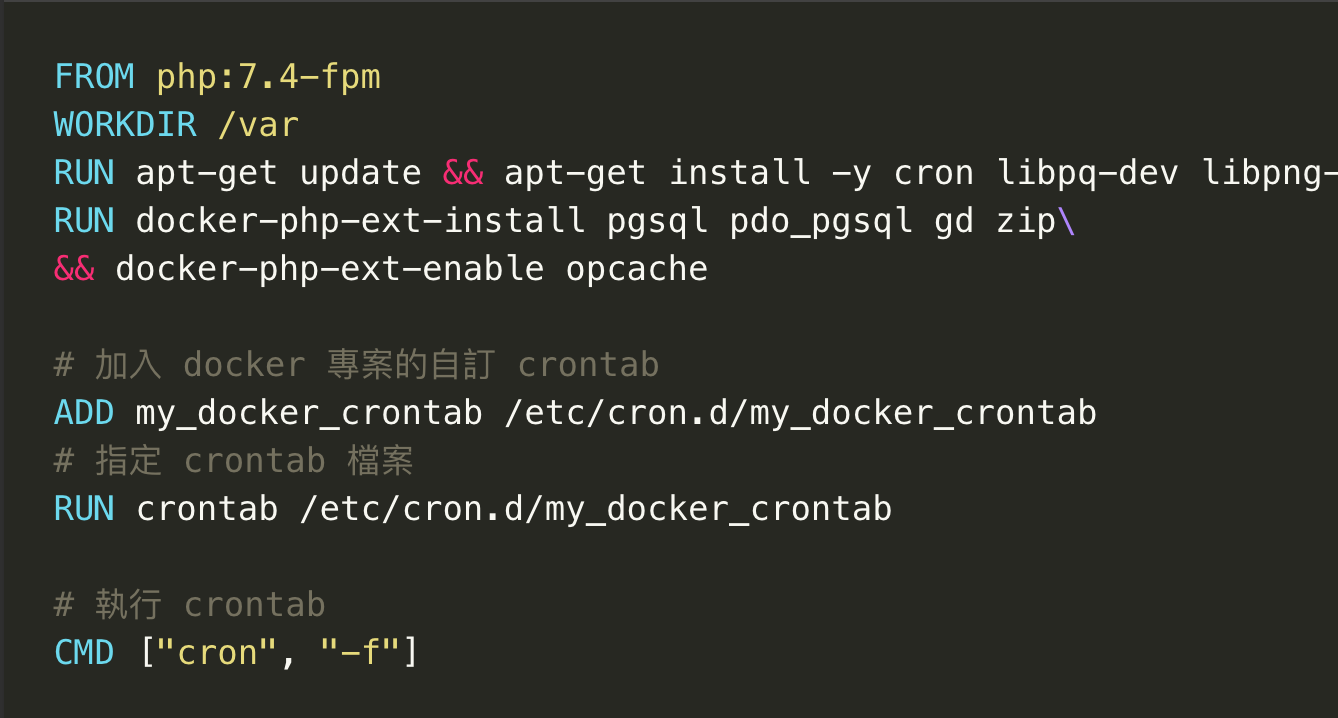 FROM php:7.4-fpm
WORKDIR /var
RUN apt-get update && apt-get install -y cron libpq-dev libpng-
RUN docker-php-ext-install pgsql pdo_pgsql gd zip\
&& docker-php-ext-enable opcache
# 加入 docker 專案的自訂 crontab
ADD my_docker_crontab /etc/cron.d/my_docker_crontab
# 指定 crontab 檔案
RUN crontab /etc/cron.d/my_docker_crontab
# 執行 crontab
CMD ["cron", "-f"]